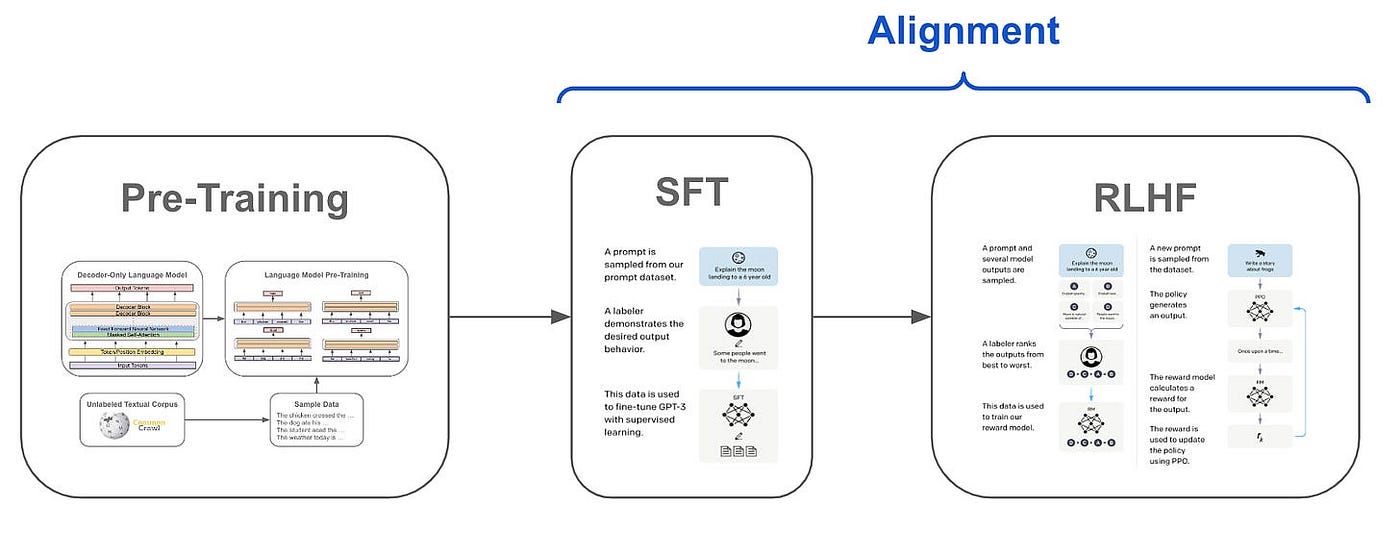 Alignment
Pre-Training
Decoder-Only Language Model
Output Tokens
Decoder Block
Decoder Block
Feed Forward Neural Network
Masked Self-Attention
Token/Position Embedding
Input Tokens
Language Model Pre-Training
Unlabeled Textual Corpus
Common
Crawl
Sample Data
The chicken crossed the ...
The dog ate his ...
The student aced the ...
The weather today is ...
SFT
A prompt is
sampled from our
prompt dataset.
Explain the moon
landing to a 6 year old
A labeler
demonstrates the
desired output
behavior.
Some people went
to the moon...
This data is used
to fine-tune GPT-3
with supervised
learning.
SFT
RLHF
A prompt and
several model
outputs are
sampled.
Explain the moon
landing to a 6 year old
A
B
C
D
A labeler ranks
the outputs from
best to worst.
D > C > A = B
This data is used
to train our
reward model.
RM
D > C > A = B
A new prompt
is sampled from
the dataset.
Write a story
about frogs
The policy
generates
an output.
PPO
Once upon a time...
The reward model
calculates a
reward for
the output.
RM
The reward is
used to update
the policy
using PPO.
rk